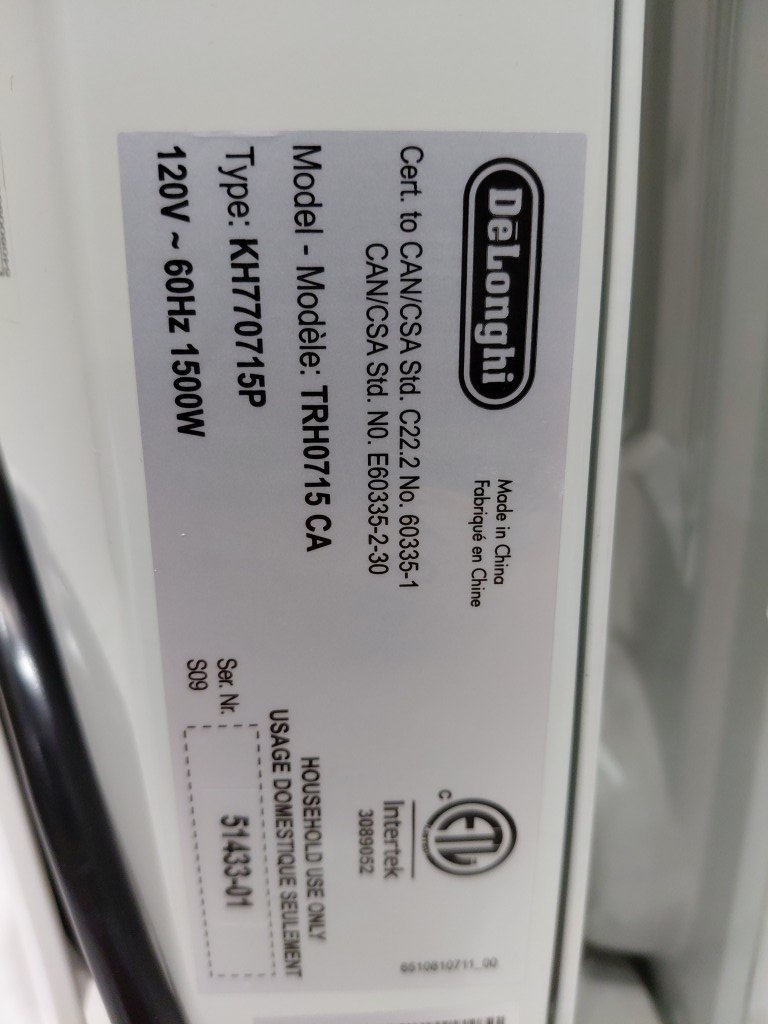 DeLonghi
Made in China
Fabriqué en Chine
Cert. to CAN/CSA Std. C22.2 No. 60335-1
CAN/CSA Std. NO. E60335-2-30
Model - Modèle: TRH0715 CA
Type: KH770715P
120V ~ 60Hz 1500W
C
ETL
Intertek
3089052
HOUSEHOLD USE ONLY
USAGE DOMESTIQUE SEULEMENT
Ser. Nr.
S09
51433-01
6510810711_00